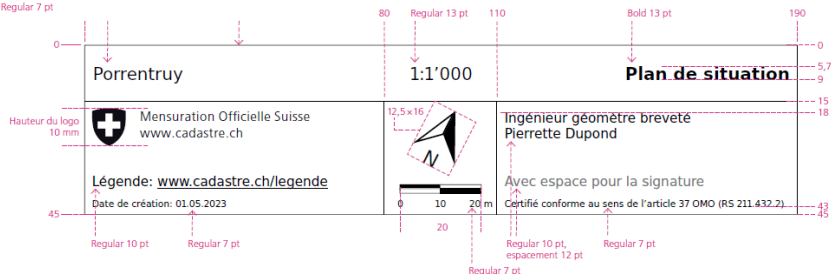 Regular 7 pt
80
Regular 13 pt
110
Bold 13 pt
190
0
0
Porrentruy
1:1’000
Plan de situation
5,7
9
15
18
Hauteur du logo
10 mm
Mensuration Officielle Suisse
www.cadastre.ch
12,5×16
N
Ingénieur géomètre breveté
Pierrette Dupond
Légende: www.cadastre.ch/legende
Avec espace pour la signature
Date de création: 01.05.2023
0 10 20 m
Certifié conforme au sens de l’article 37 OMO (RS 211.432.2)
43
45
45
20
Regular 10 pt
Regular 7 pt
Regular 10 pt,
espacement 12 pt
Regular 7 pt
Regular 7 pt